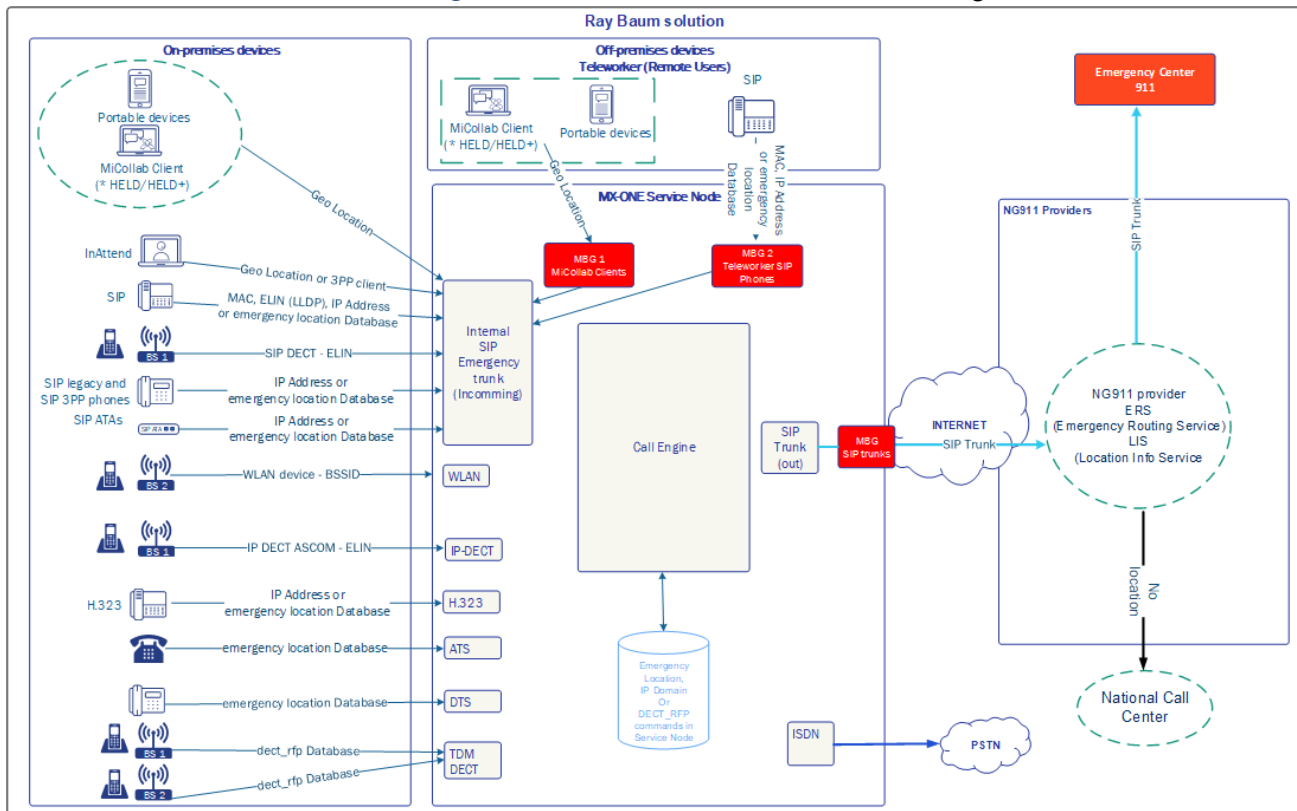 Ray Baum solution
On-premises devices
Portable devices
MiCollab Client
(* HELD/HELD+)
Geo Location
InAttend
Geo Location or 3PP client
SIP
MAC, ELIN (LLDP), IP Address
or emergency location Database
BS 1
SIP DECT - ELIN
SIP legacy and
SIP 3PP phones
IP Address or
emergency location Database
SIP ATAs
SIP ATA
IP Address or
emergency location Database
BS 2
WLAN device - BSSID
BS 1
IP DECT ASCOM - ELIN
H.323
IP Address or
emergency location Database
emergency location Database
emergency location Database
BS 1
dect_rfp Database
BS 2
dect_rfp Database
Off-premises devices
Teleworker (Remote Users)
MiCollab Client
(* HELD/HELD+)
Portable devices
SIP
Geo Location
MAC, IP Address
or emergency
location
Database
MX-ONE Service Node
MBG 1
MiCollab Clients
MBG 2
Teleworker SIP
Phones
Internal
SIP
Emergency
trunk
(Incomming)
WLAN
IP-DECT
H.323
ATS
DTS
TDM
DECT
Call Engine
Emergency
Location,
IP Domain
Or
DECT_RFP
commands in
Service Node
SIP
Trunk
(out)
MBG
SIP trunks
ISDN
INTERNET
SIP Trunk
PSTN
Emergency Center
911
SIP Trunk
NG911 Providers
NG911 provider
ERS
(Emergency Routing Service)
LIS
(Location Info Service
No
location
National Call
Center